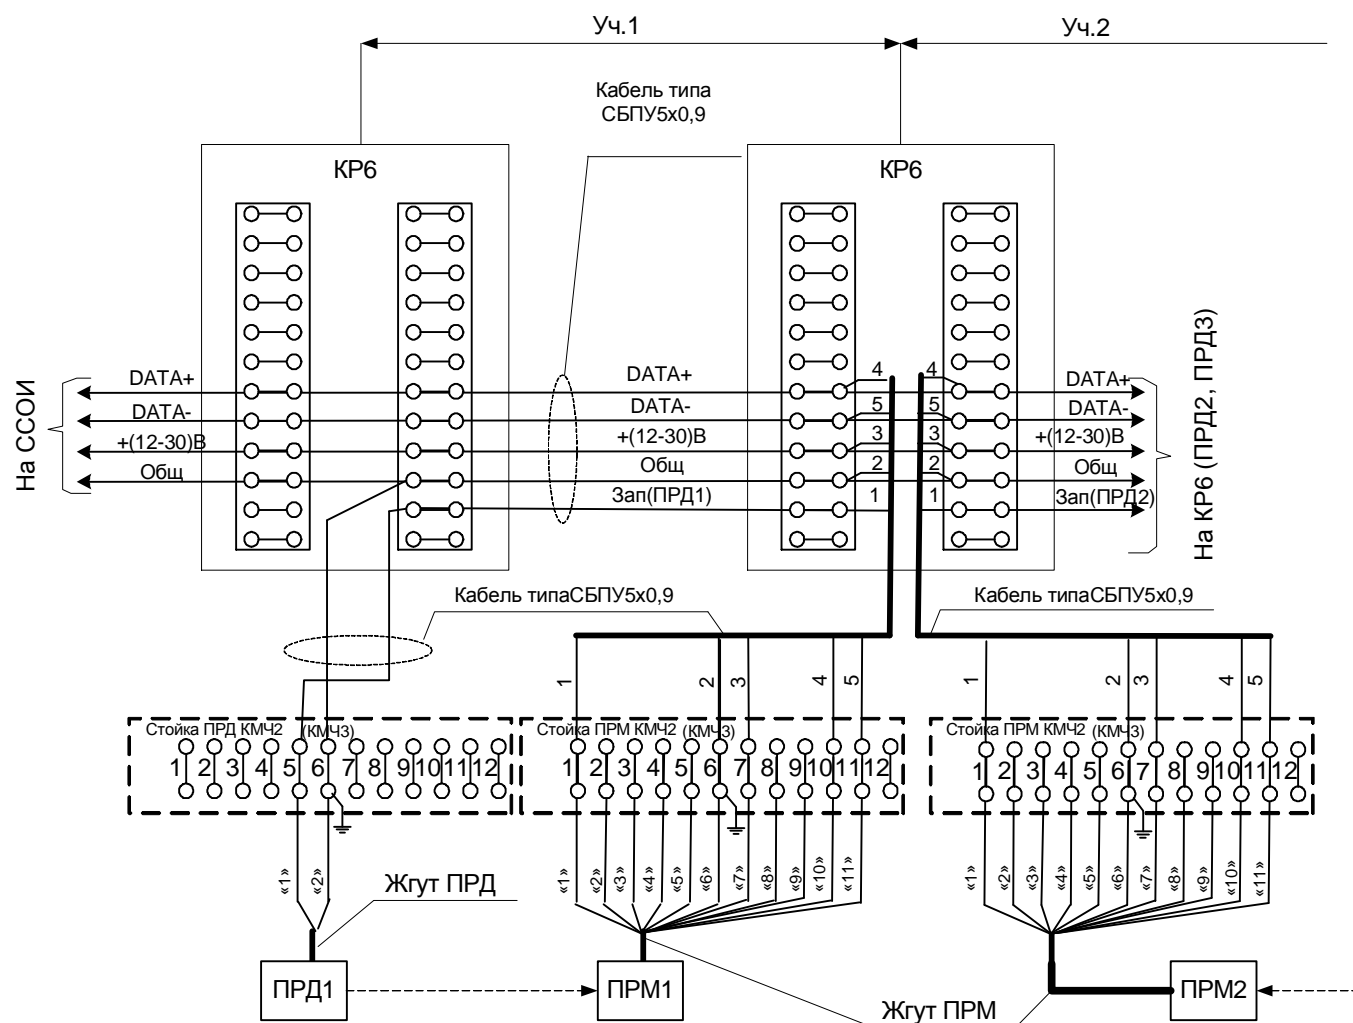 Уч.1
Уч.2
Кабель типа
СБПУ5х0,9
КР6
КР6
На ССОИ
DATA+
DATA-
+(12-30)В
Общ
DATA+
DATA-
+(12-30)В
Общ
Зап(ПРД1)
4
5
3
2
1
4
5
3
2
1
DATA+
DATA-
+(12-30)В
Общ
Зап(ПРД2)
На КР6 (ПРД2, ПРД3)
Кабель типаСБПУ5х0,9
Кабель типаСБПУ5х0,9
1
2
3
4
5
1
2
3
4
5
Стойка ПРД КМЧ2 (КМЧ3)
1 2 3 4 5 6 7 8 9 10 11 12
Стойка ПРМ КМЧ2 (КМЧ3)
1 2 3 4 5 6 7 8 9 10 11 12
Стойка ПРМ КМЧ2 (КМЧ3)
1 2 3 4 5 6 7 8 9 10 11 12
«1» «2»
«1» «2» «3» «4» «5» «6» «7» «8» «9» «10» «11»
«1» «2» «3» «4» «5» «6» «7» «8» «9» «10» «11»
Жгут ПРД
ПРД1
ПРМ1
ПРМ2
Жгут ПРМ